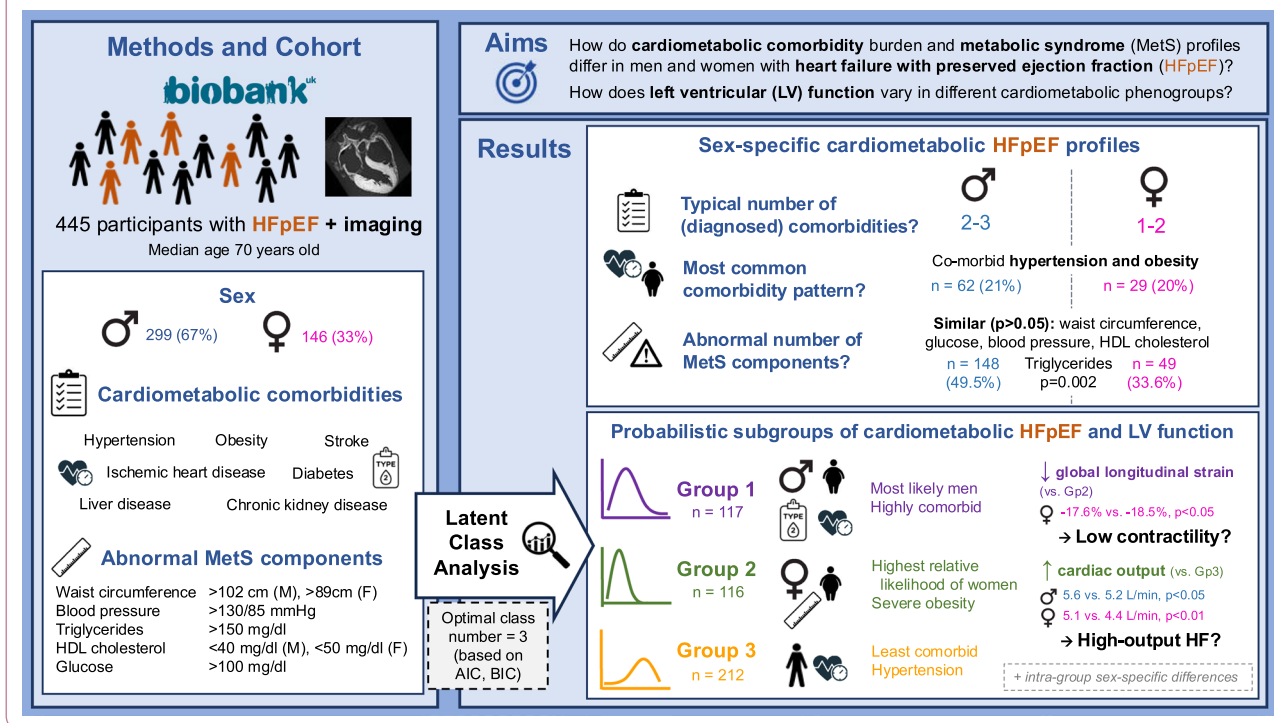 Methods and Cohort
biobank uk
445 participants with HFpEF + imaging
Median age 70 years old
Sex
299 (67%)
146 (33%)
Cardiometabolic comorbidities
Hypertension Obesity Stroke
Ischemic heart disease Diabetes
TYPE
2
Liver disease Chronic kidney disease
Abnormal MetS components
Waist circumference >102 cm (M), >89cm (F)
Blood pressure >130/85 mmHg
Triglycerides >150 mg/dl
HDL cholesterol <40 mg/dl (M), <50 mg/dl (F)
Glucose >100 mg/dl
Latent
Class
Analysis
Optimal class
number = 3
(based on
AIC, BIC)
Aims
How do cardiometabolic comorbidity burden and metabolic syndrome (MetS) profiles
differ in men and women with heart failure with preserved ejection fraction (HFpEF)?
How does left ventricular (LV) function vary in different cardiometabolic phenogroups?
Results
Sex-specific cardiometabolic HFpEF profiles
Typical number of
(diagnosed) comorbidities?
2-3
1-2
Most common
comorbidity pattern?
Co-morbid hypertension and obesity
n = 62 (21%)
n = 29 (20%)
Abnormal number of
MetS components?
Similar (p>0.05): waist circumference,
glucose, blood pressure, HDL cholesterol
n = 148 Triglycerides n = 49
(49.5%) p=0.002 (33.6%)
Probabilistic subgroups of cardiometabolic HFpEF and LV function
Group 1
n = 117
TYPE
2
Most likely men
Highly comorbid
Group 2
n = 116
Highest relative
likelihood of women
Severe obesity
Group 3
n = 212
Least comorbid
Hypertension
↓ global longitudinal strain
(vs. Gp2)
-17.6% vs. -18.5%, p<0.05
→ Low contractility?
↑ cardiac output (vs. Gp3)
5.6 vs. 5.2 L/min, p<0.05
5.1 vs. 4.4 L/min, p<0.01
→ High-output HF?
+ intra-group sex-specific differences